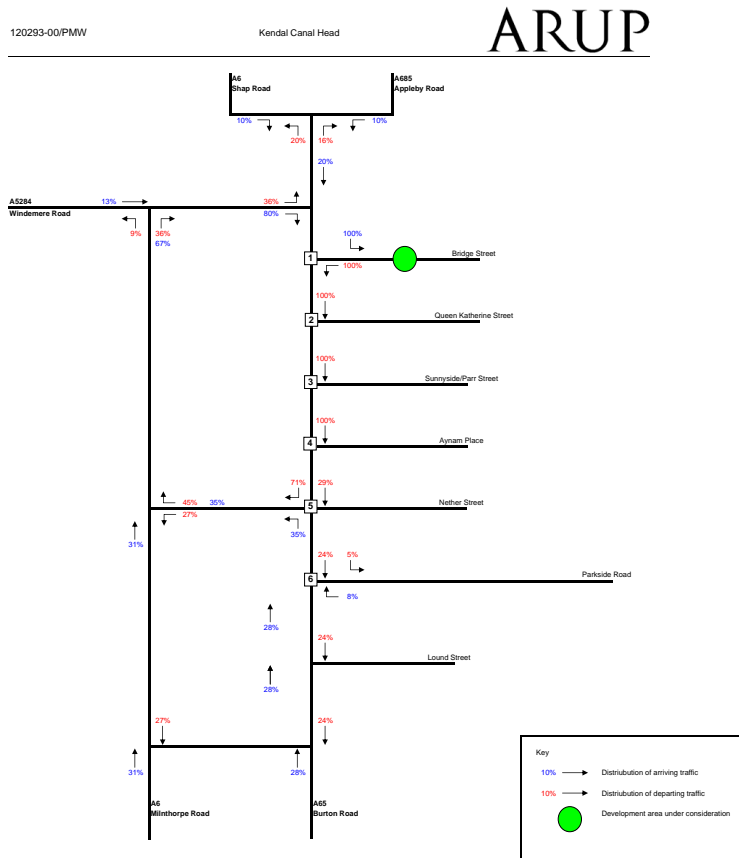 120293-00/PMW
Kendal Canal Head
ARUP
A6
Shap Road
A685
Appleby Road
10%
10%
20%
16%
20%
A5284
13%
36%
Windemere Road
80%
9%
36%
67%
100%
1
Bridge Street
100%
100%
2
Queen Katherine Street
100%
3
Sunnyside/Parr Street
100%
4
Aynam Place
71%
29%
45%
35%
5
Nether Street
27%
35%
31%
24%
5%
6
Parkside Road
8%
28%
24%
Lound Street
28%
27%
24%
31%
28%
A6
Milnthorpe Road
A65
Burton Road
Key
10%
Distriubution of arriving traffic
10%
Distriubution of departing traffic
Development area under consideration